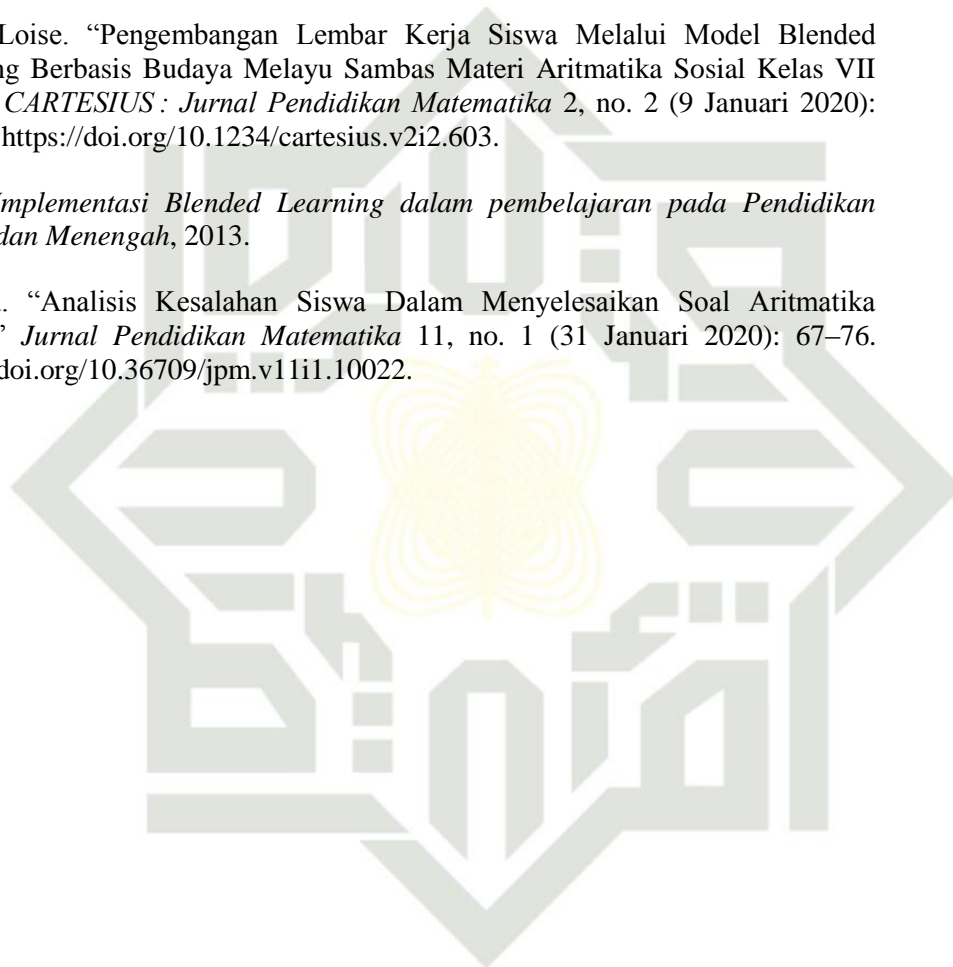 Loise. “Pengembangan Lembar Kerja Siswa Melalui Model Blended
ng Berbasis Budaya Melayu Sambas Materi Aritmatika Sosial Kelas VII
CARTESIUS : Jurnal Pendidikan Matematika 2, no. 2 (9 Januari 2020):
https://doi.org/10.1234/cartesius.v2i2.603.
Implementasi Blended Learning dalam pembelajaran pada Pendidikan
dan Menengah, 2013.
. “Analisis Kesalahan Siswa Dalam Menyelesaikan Soal Aritmatika
” Jurnal Pendidikan Matematika 11, no. 1 (31 Januari 2020): 67–76.
doi.org/10.36709/jpm.v11i1.10022.